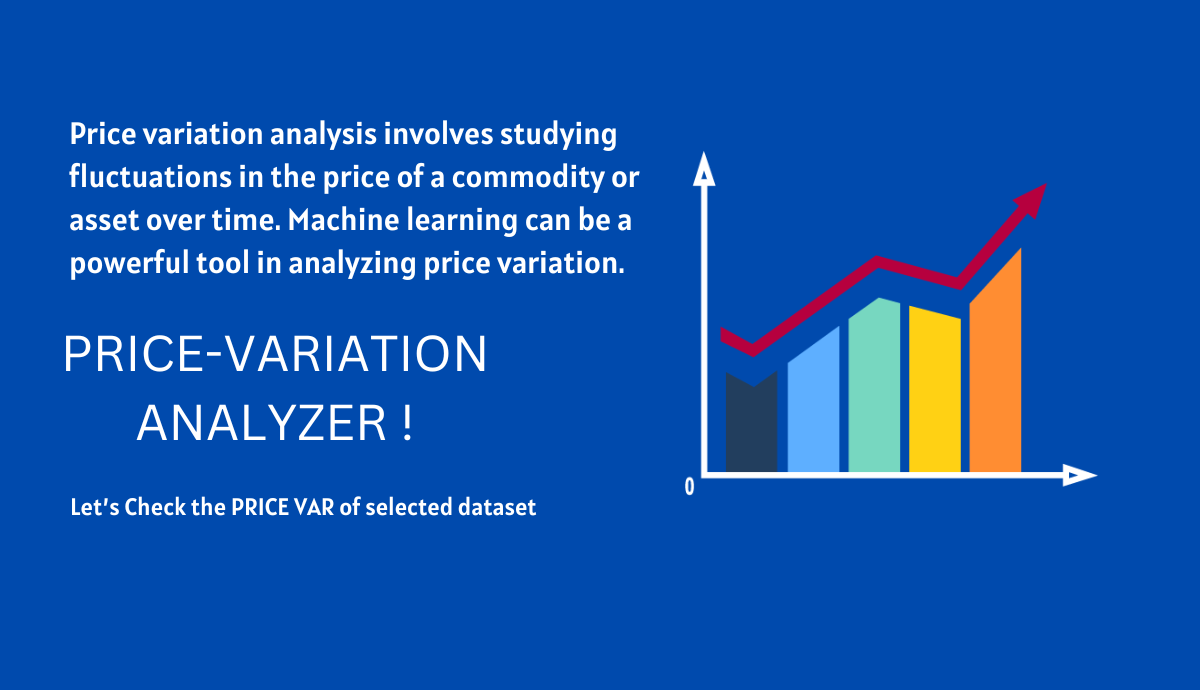 Price variation analysis involves studying
fluctuations in the price of a commodity or
asset over time. Machine learning can be a
powerful tool in analyzing price variation.
PRICE-VARIATION
ANALYZER !
Let's Check the PRICE VAR of selected dataset
0